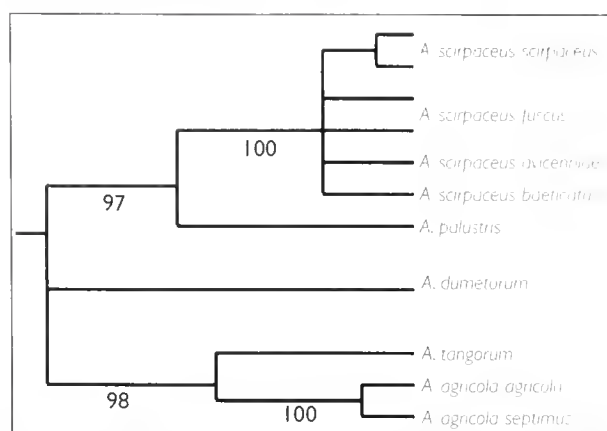 A. scirpaceus scirpaceus
A. scirpaceus fuscus
100
A. scirpaceus avicenniae
A. scirpaceus baeticatus
97
A. palustris
A. dumetorum
A. tangorum
A. agricola agricola
98
100
A. agricola septimus